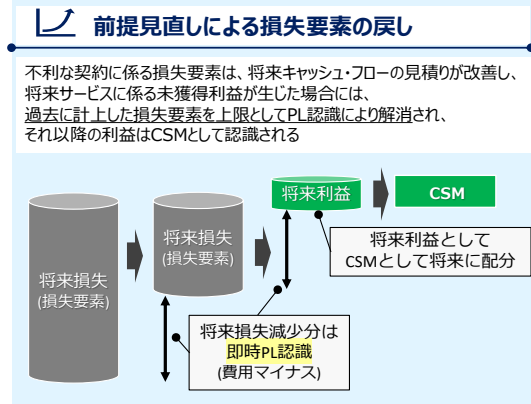 前提見直しによる損失要素の戻し
不利な契約に係る損失要素は、将来キャッシュ・フローの見積りが改善し、
将来サービスに係る未獲得利益が生じた場合には、
過去に計上した損失要素を上限としてPL認識により解消され、
それ以降の利益はCSMとして認識される
将来利益
CSM
将来損失
(損失要素)
将来損失
(損失要素)
将来利益として
CSMとして将来に配分
将来損失減少分は
即時PL認識
(費用マイナス)